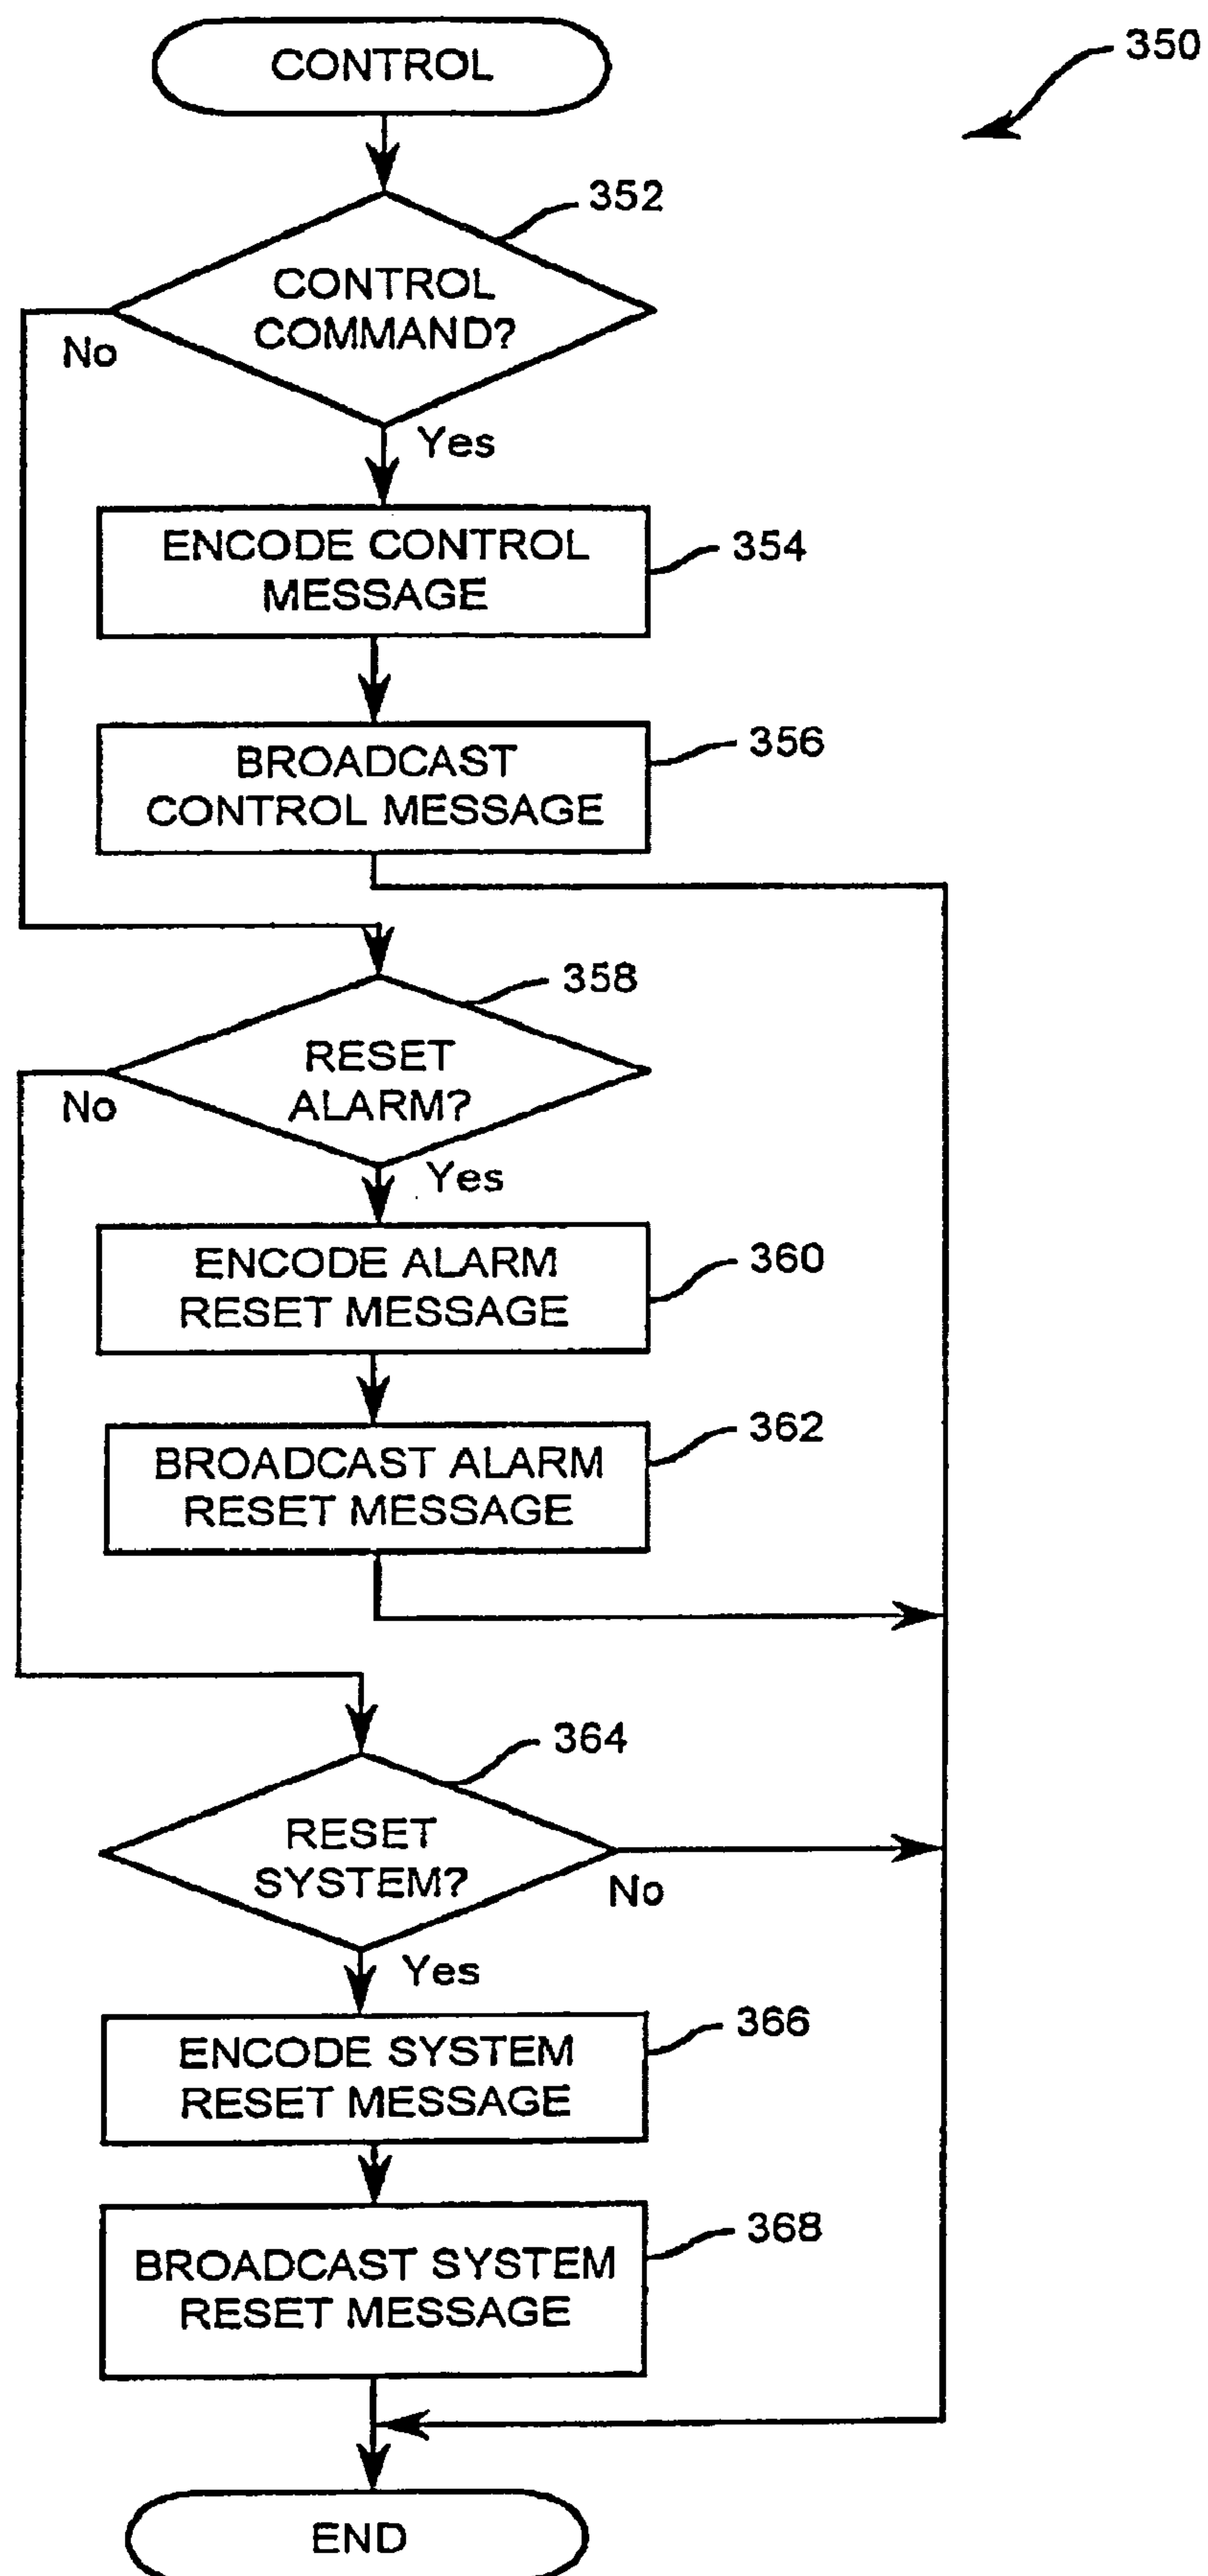 CONTROL
350
352
CONTROL
COMMAND?
No
Yes
ENCODE CONTROL
MESSAGE
354
BROADCAST
CONTROL MESSAGE
356
358
RESET
ALARM?
No
Yes
ENCODE ALARM
RESET MESSAGE
360
BROADCAST ALARM
RESET MESSAGE
362
364
RESET
SYSTEM?
No
Yes
ENCODE SYSTEM
RESET MESSAGE
366
BROADCAST SYSTEM
RESET MESSAGE
368
END